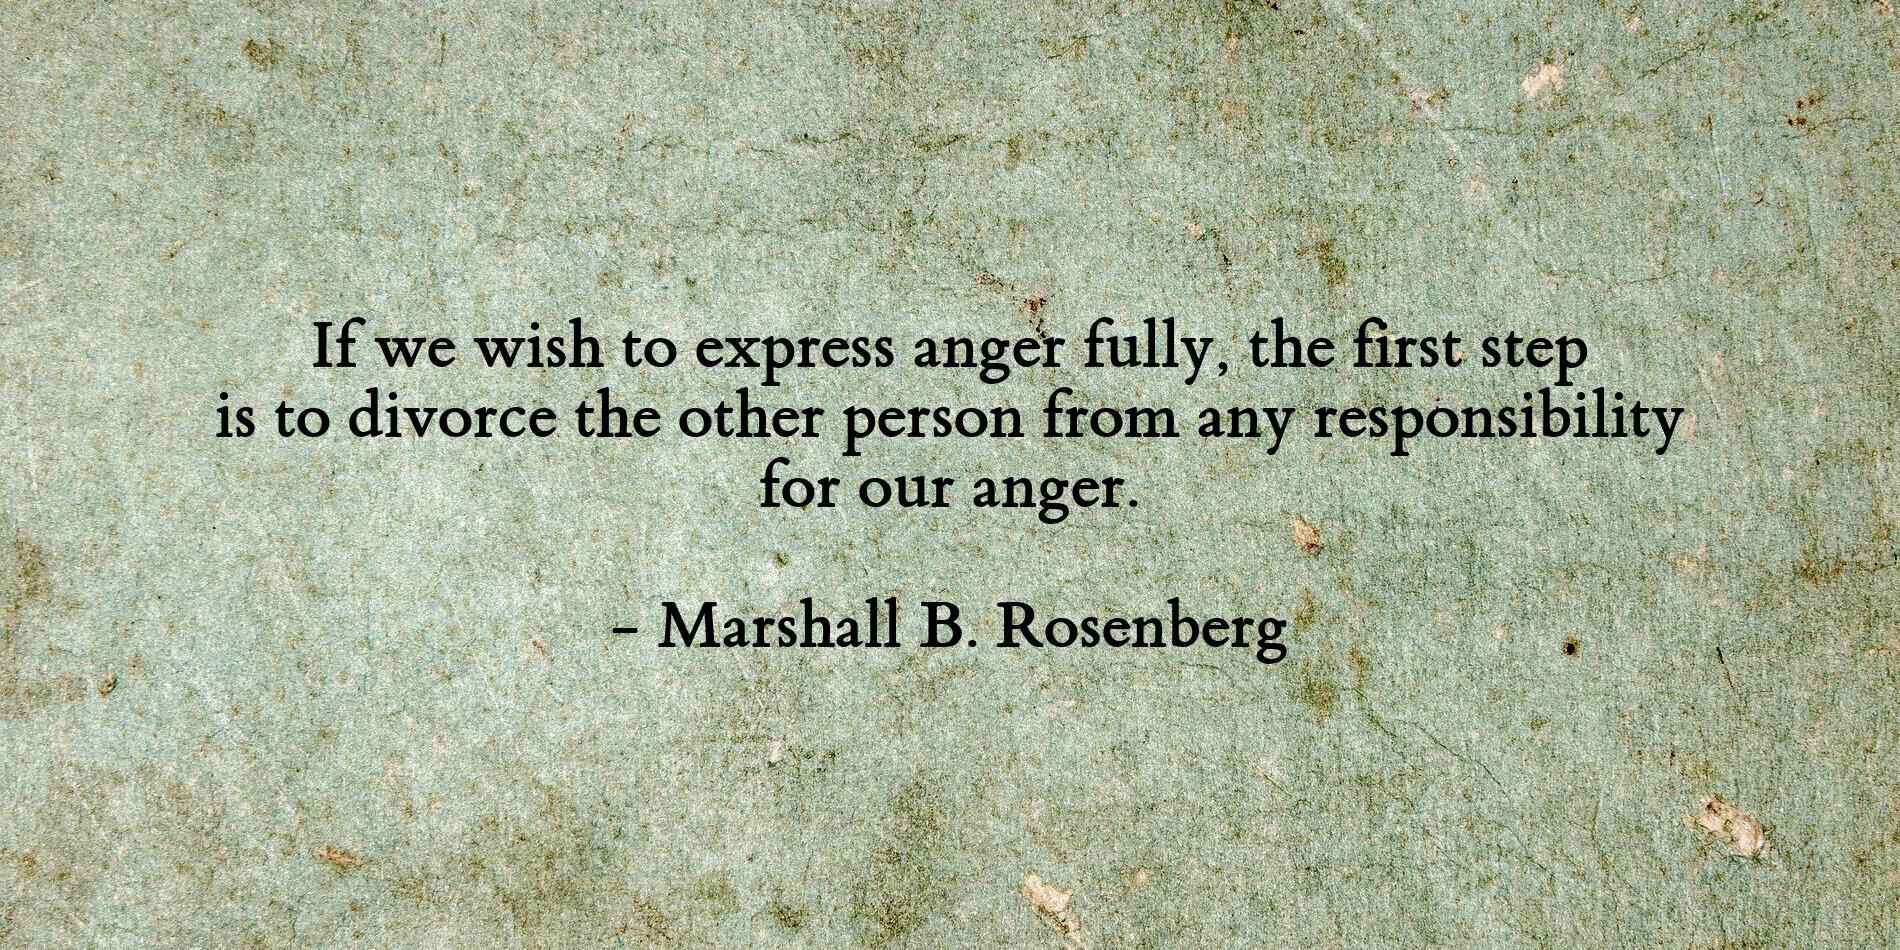 If we wish to express anger fully, the first step
is to divorce the other person from any responsibility
for our anger.
- Marshall B. Rosenberg